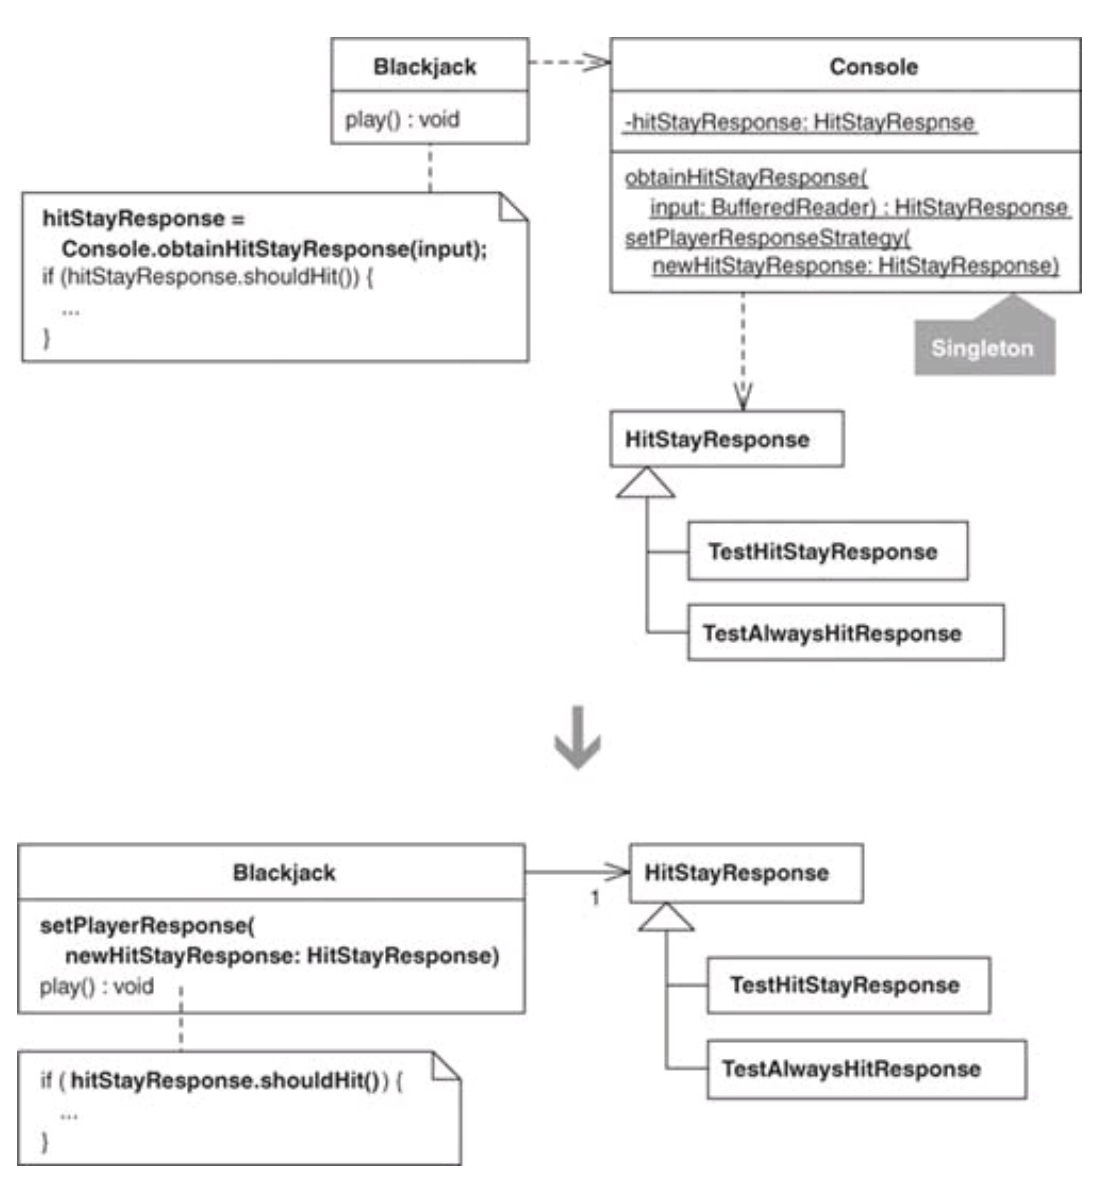 Blackjack
play() : void
hitStayResponse =
Console.obtainHitStayResponse(input);
if (hitStayResponse.shouldHit()) {
...
}
Console
-hitStayResponse: HitStayRespnse
obtainHitStayResponse(
input: BufferedReader) : HitStayResponse
setPlayerResponseStrategy(
newHitStayResponse: HitStayResponse)
Singleton
HitStayResponse
TestHitStayResponse
TestAlwaysHitResponse
Blackjack
setPlayerResponse(
newHitStayResponse: HitStayResponse)
play() : void
if ( hitStayResponse.shouldHit()) {
...
}
1
HitStayResponse
TestHitStayResponse
TestAlwaysHitResponse